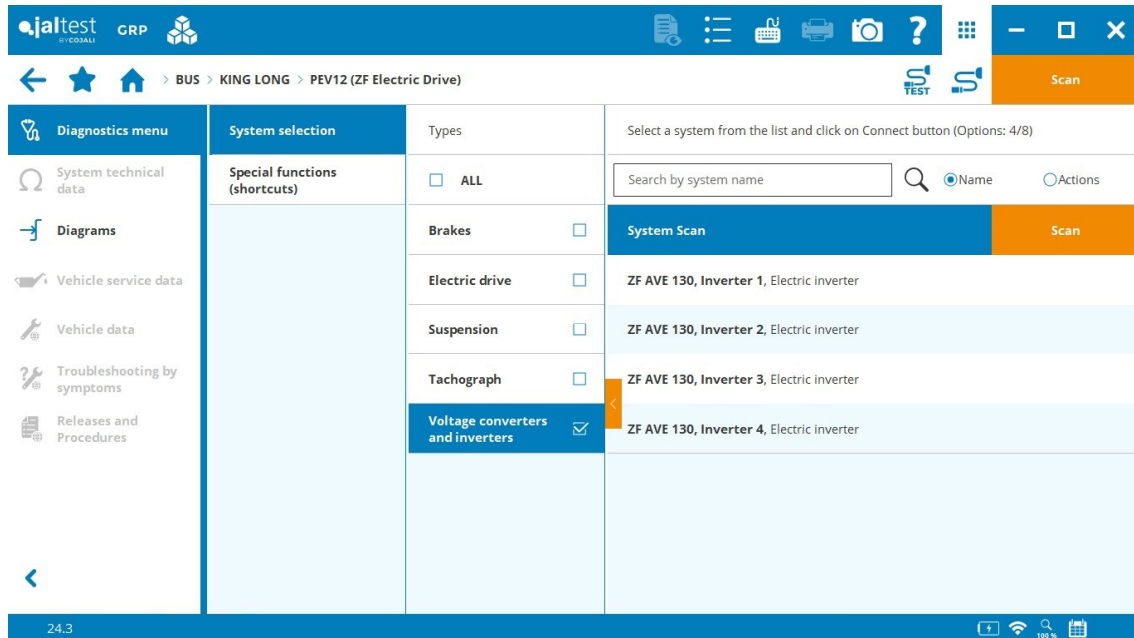 jaltest GRP
BY COJALI
> BUS > KING LONG > PEV12 (ZF Electric Drive)
TEST
Scan
Diagnostics menu
System technical
data
Diagrams
Vehicle service data
Vehicle data
Troubleshooting by
symptoms
Releases and
Procedures
System selection
Special functions
(shortcuts)
Types
ALL
Brakes
Electric drive
Suspension
Tachograph
Voltage converters
and inverters
Select a system from the list and click on Connect button (Options: 4/8)
Search by system name
Name
Actions
System Scan
Scan
ZF AVE 130, Inverter 1, Electric inverter
ZF AVE 130, Inverter 2, Electric inverter
ZF AVE 130, Inverter 3, Electric inverter
ZF AVE 130, Inverter 4, Electric inverter
24.3
100 %